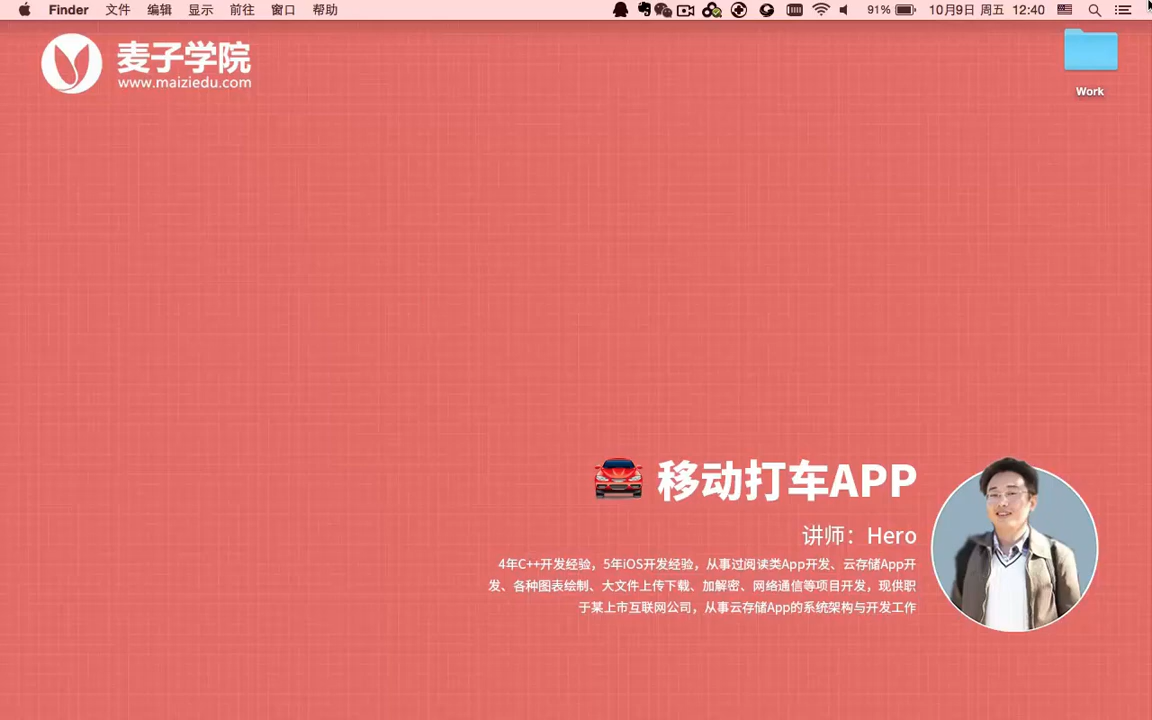 Finder 文件 编辑 显示 前往 窗口 帮助 91% 10月9日 周五 12:40
麦子学院
www.maiziedu.com
Work
移动打车APP
讲师：Hero
4年C++开发经验，5年iOS开发经验，从事过阅读类App开发、云存储App开
发、各种图表绘制、大文件上传下载、加解密、网络通信等项目开发，现供职
于某上市互联网公司，从事云存储App的系统架构与开发工作